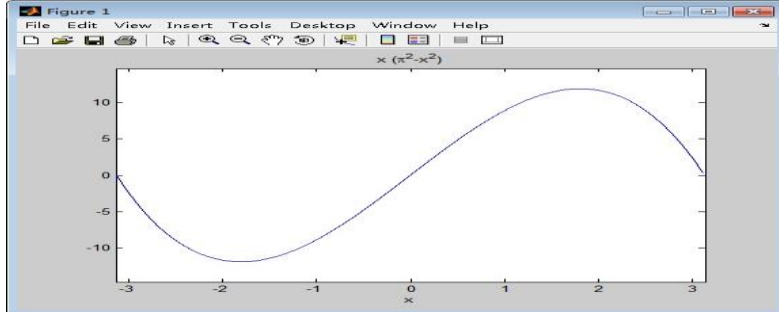 Figure 1
File Edit View Insert Tools Desktop Window Help
x (π²-x²)
10
5
0
-5
-10
-3 -2 -1 0 1 2 3
x